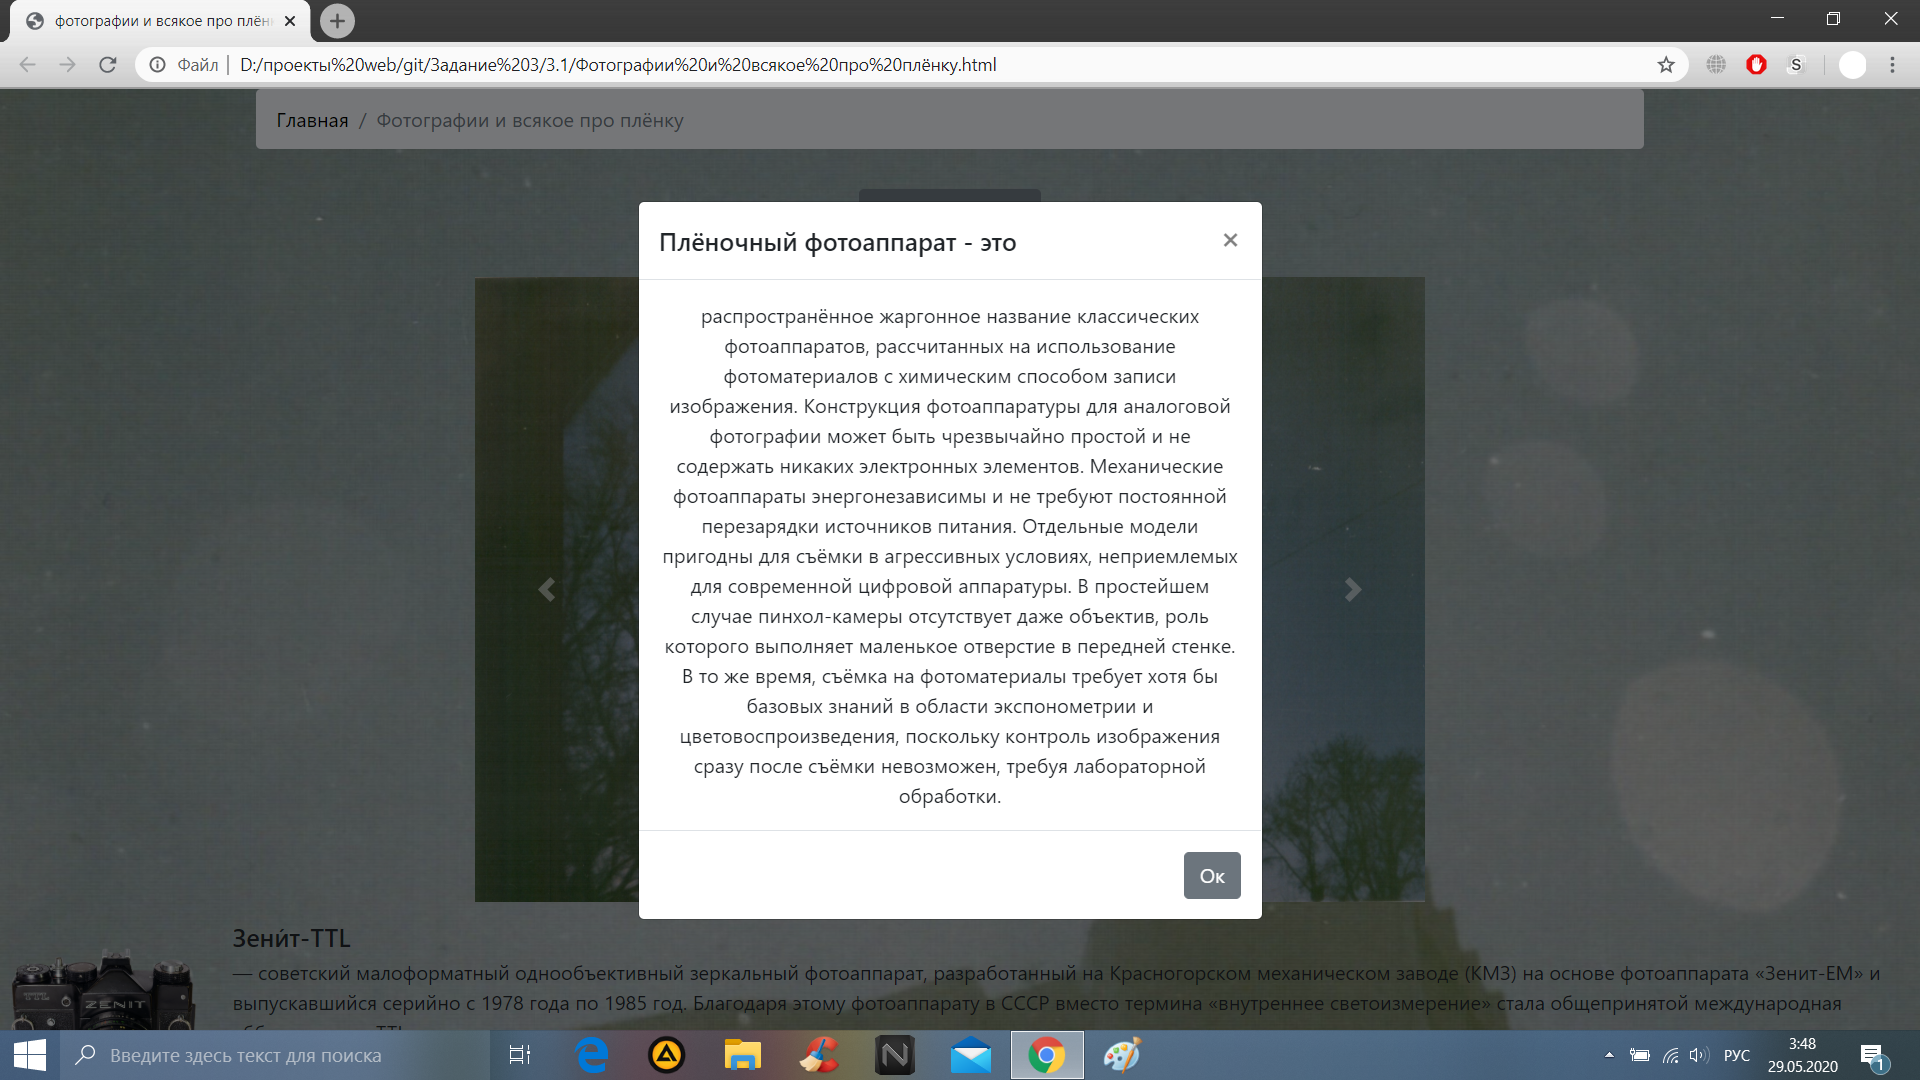 фотографии и всякое про плён
Файл
D:/проекты%20web/git/Задание%203/3.1/Фотографии%20и%20всякое%20про%20плёнку.html
S
Главная / Фотографии и всякое про плёнку
Плёночный фотоаппарат - это
×
распространённое жаргонное название классических
фотоаппаратов, рассчитанных на использование
фотоматериалов с химическим способом записи
изображения. Конструкция фотоаппаратуры для аналоговой
фотографии может быть чрезвычайно простой и не
содержать никаких электронных элементов. Механические
фотоаппараты энергонезависимы и не требуют постоянной
перезарядки источников питания. Отдельные модели
пригодны для съёмки в агрессивных условиях, неприемлемых
для современной цифровой аппаратуры. В простейшем
случае пинхол-камеры отсутствует даже объектив, роль
которого выполняет маленькое отверстие в передней стенке.
В то же время, съёмка на фотоматериалы требует хотя бы
базовых знаний в области экспонометрии и
цветовоспроизведения, поскольку контроль изображения
сразу после съёмки невозможен, требуя лабораторной
обработки.
Ок
Зени́т-TTL
— советский малоформатный однообъективный зеркальный фотоаппарат, разработанный на Красногорском механическом заводе (КМЗ) на основе фотоаппарата «Зенит-ЕМ» и
выпускавшийся серийно с 1978 года по 1985 год. Благодаря этому фотоаппарату в СССР вместо термина «внутреннее светоизмерение» стала общепринятой международная
ZENIT
Введите здесь текст для поиска
РУС
3:48
29.05.2020
1